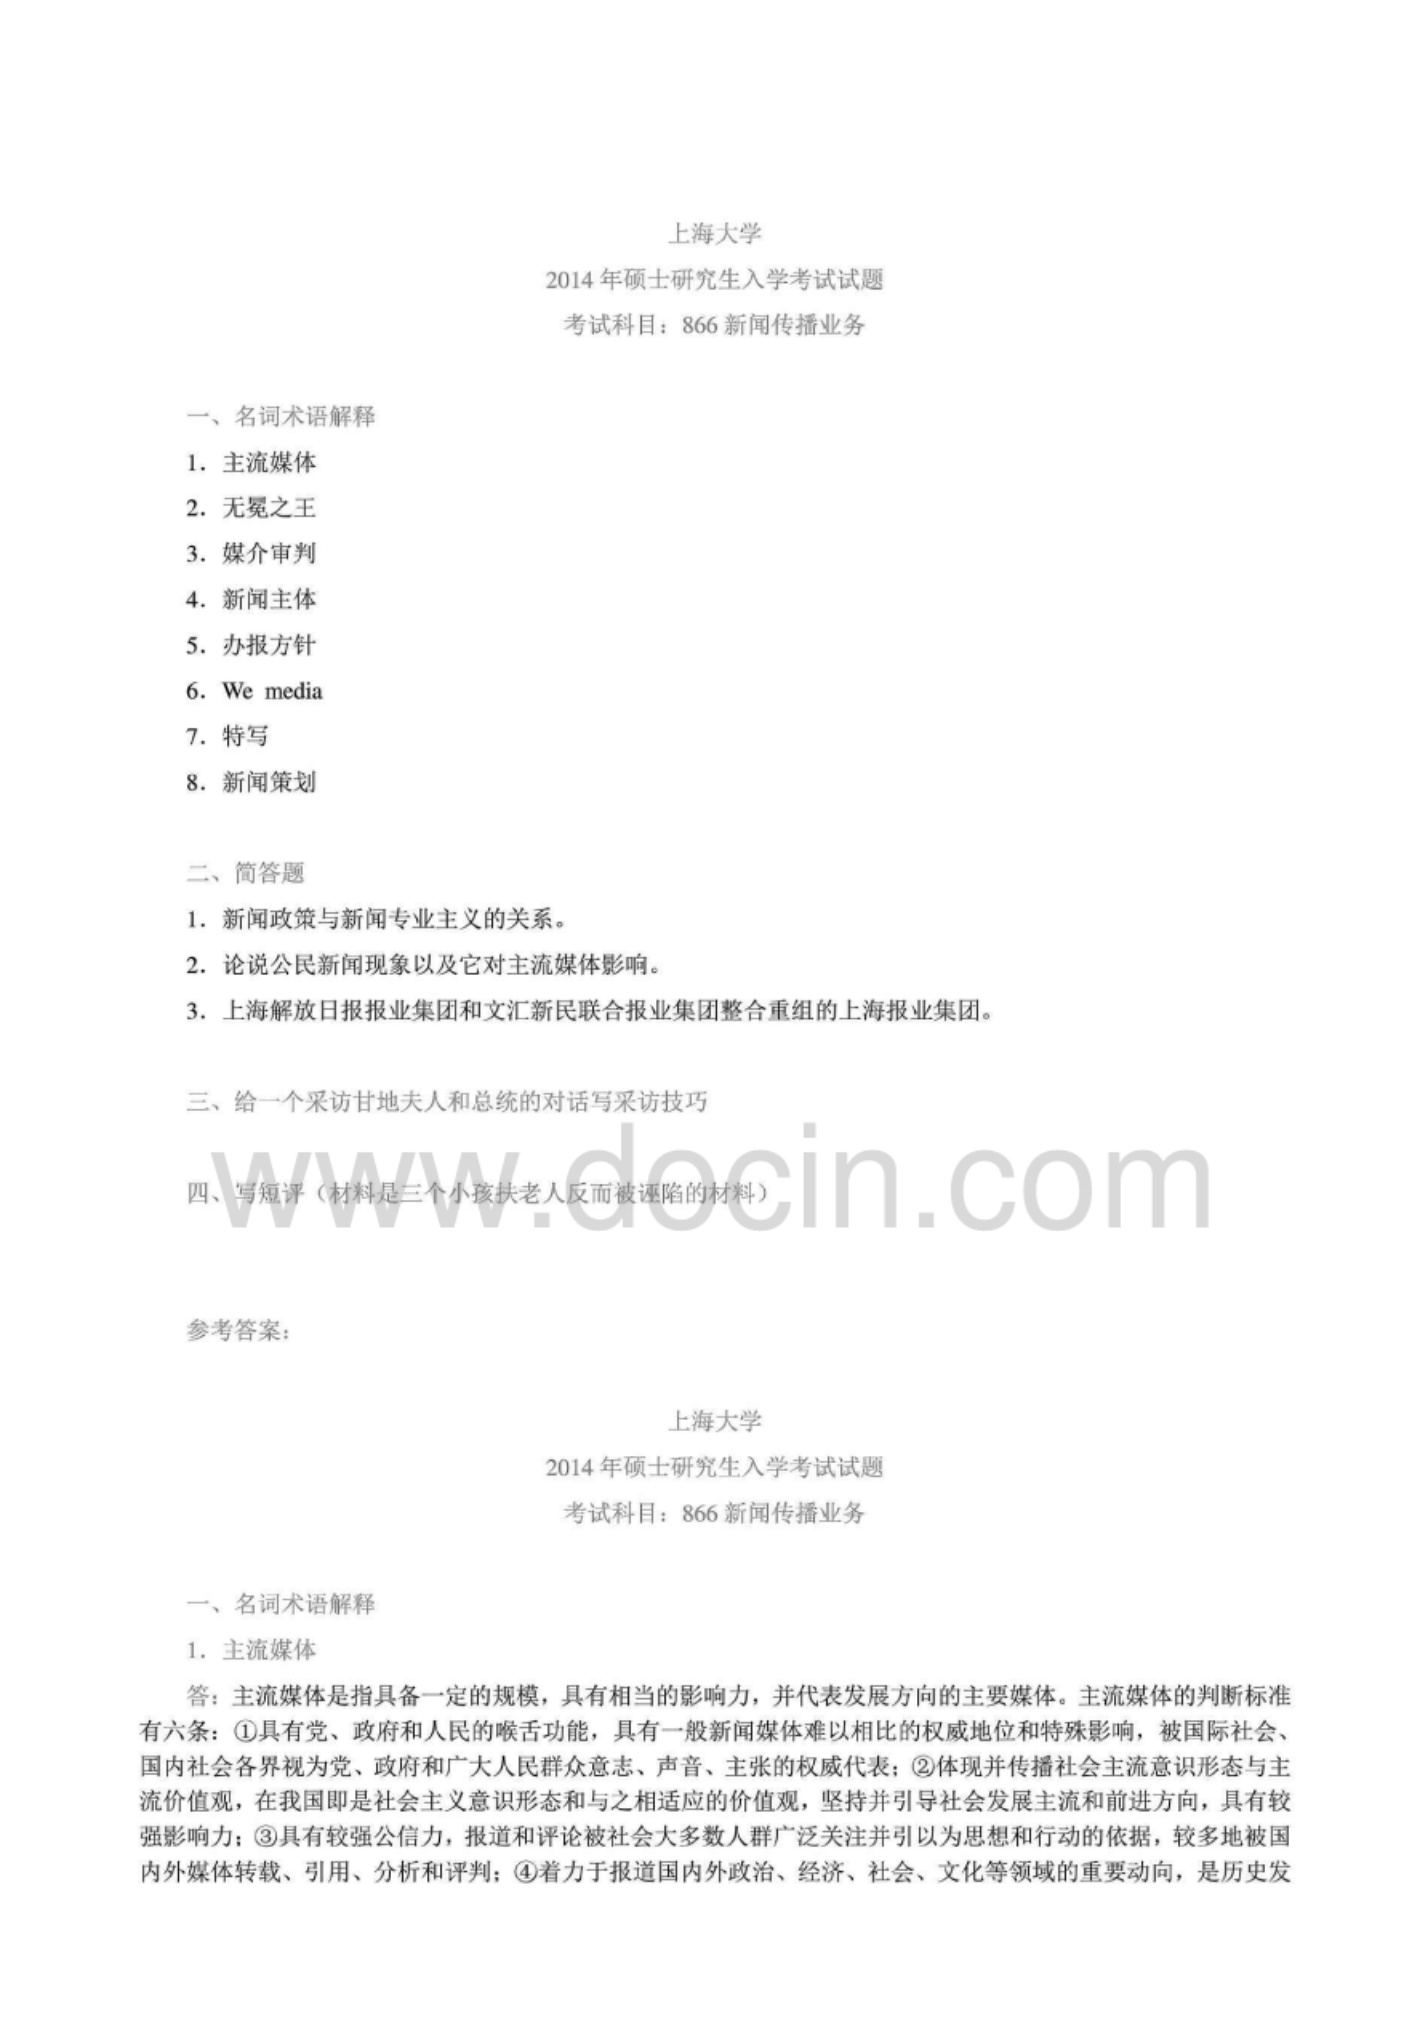 上海大学
2014 年硕士研究生入学考试试题
考试科目：866 新闻传播业务
一、名词术语解释
1．主流媒体
2．无冕之王
3．媒介审判
4．新闻主体
5．办报方针
6．We media
7．特写
8．新闻策划
二、简答题
1．新闻政策与新闻专业主义的关系。
2．论说公民新闻现象以及它对主流媒体影响。
3．上海解放日报报业集团和文汇新民联合报业集团整合重组的上海报业集团。
三、给一个采访甘地夫人和总统的对话写采访技巧
www.docin.com
四、写短评（材料是三个小孩扶老人反而被诬陷的材料）
参考答案：
上海大学
2014 年硕士研究生入学考试试题
考试科目：866 新闻传播业务
一、名词术语解释
1．主流媒体
答：主流媒体是指具备一定的规模，具有相当的影响力，并代表发展方向的主要媒体。主流媒体的判断标准
有六条：①具有党、政府和人民的喉舌功能，具有一般新闻媒体难以相比的权威地位和特殊影响，被国际社会、
国内社会各界视为党、政府和广大人民群众意志、声音、主张的权威代表；②体现并传播社会主流意识形态与主
流价值观，在我国即是社会主义意识形态和与之相适应的价值观，坚持并引导社会发展主流和前进方向，具有较
强影响力；③具有较强公信力，报道和评论被社会大多数人群广泛关注并引以为思想和行动的依据，较多地被国
内外媒体转载、引用、分析和评判；④着力于报道国内外政治、经济、社会、文化等领域的重要动向，是历史发